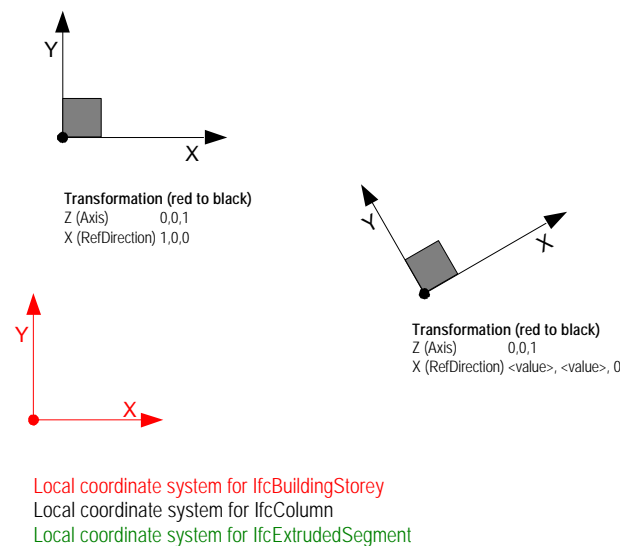 Y
X
Transformation (red to black)
Z (Axis) 0,0,1
X (RefDirection) 1,0,0
Y
X
Transformation (red to black)
Z (Axis) 0,0,1
X (RefDirection) <value>, <value>, 0
Y
X
Local coordinate system for IfcBuildingStorey
Local coordinate system for IfcColumn
Local coordinate system for IfcExtrudedSegment